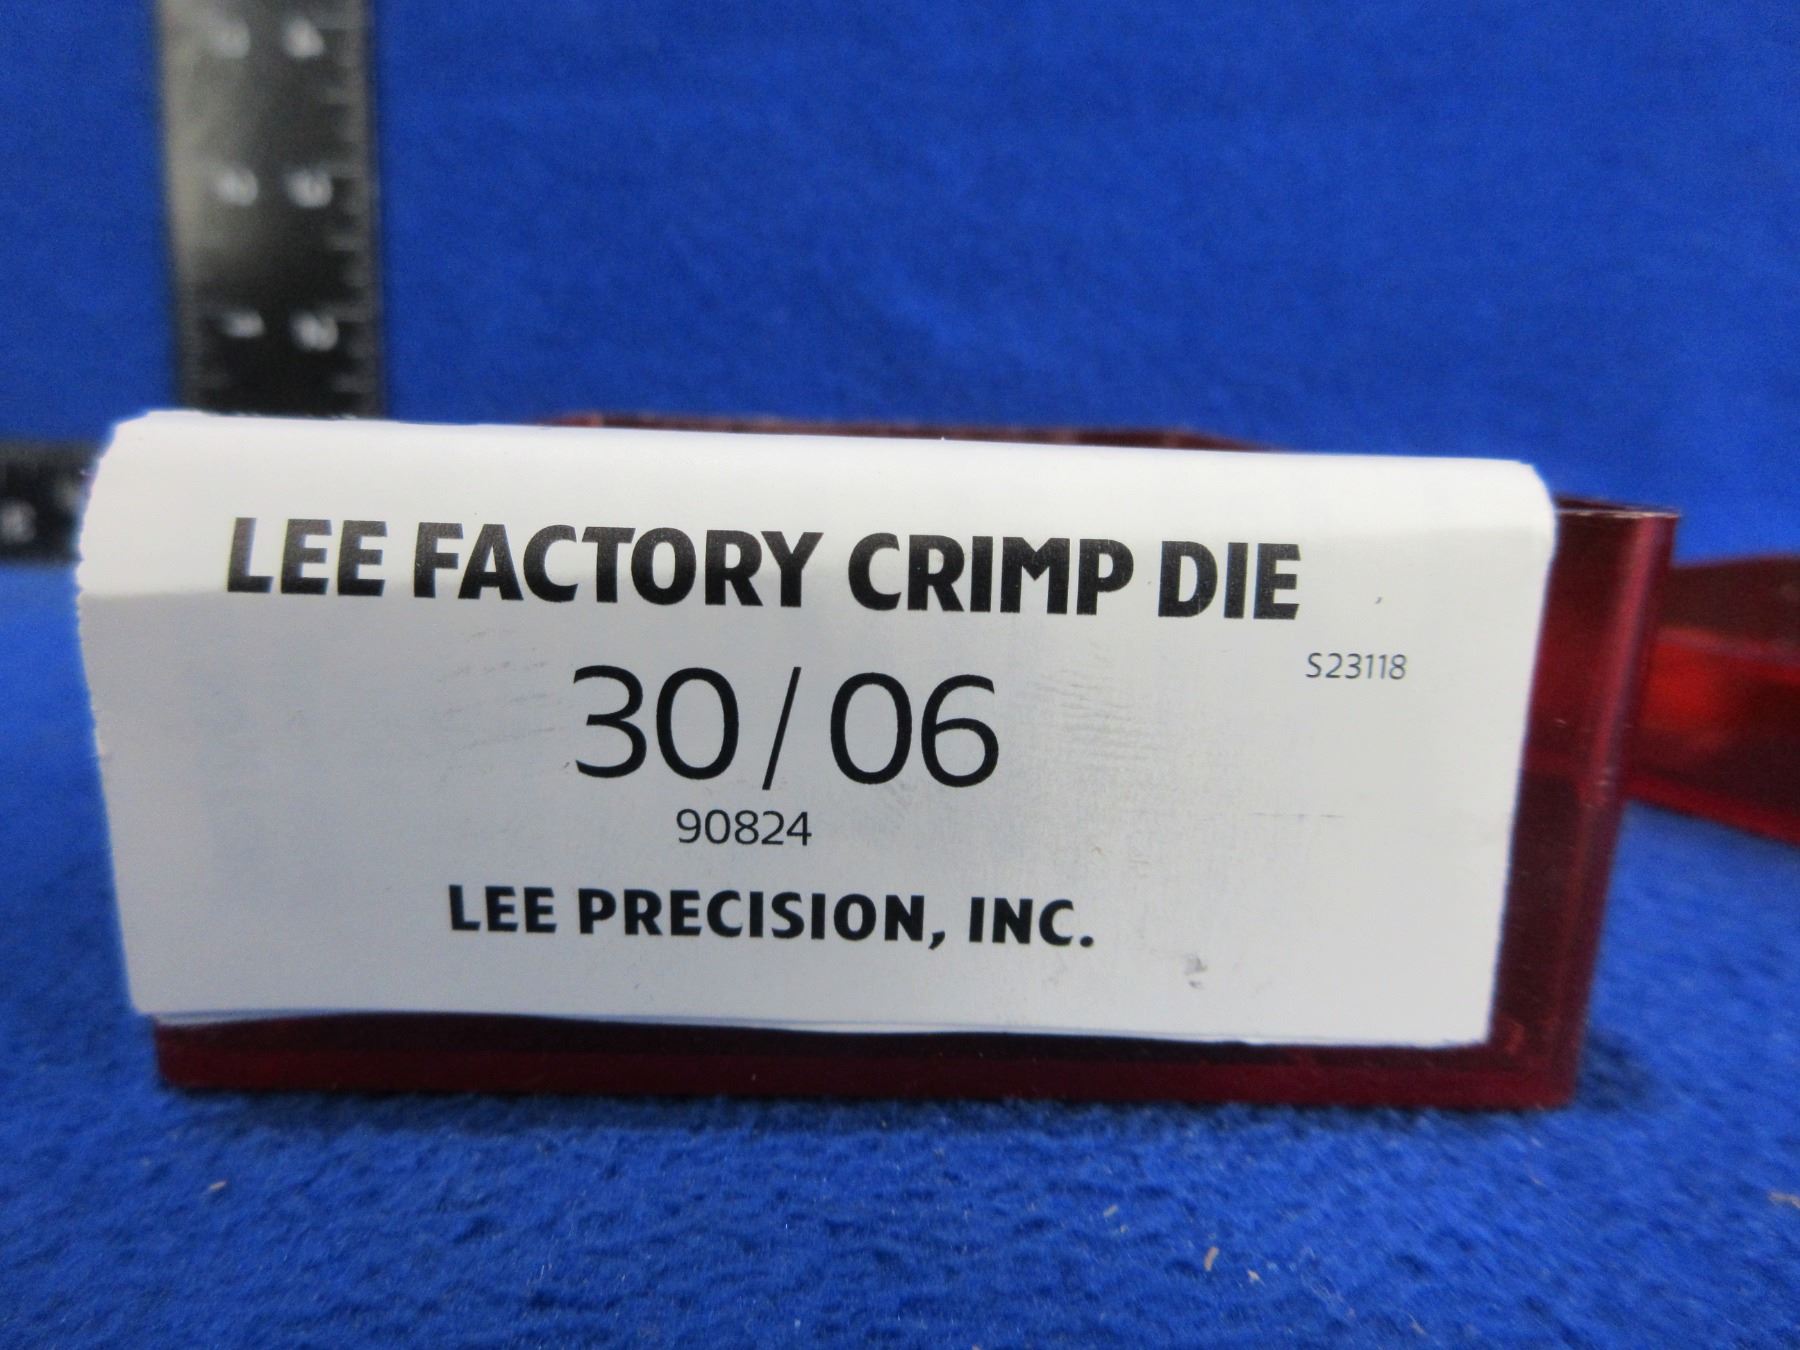 LEE FACTORY CRIMP DIE
S23118
30/06
90824
LEE PRECISION, INC.